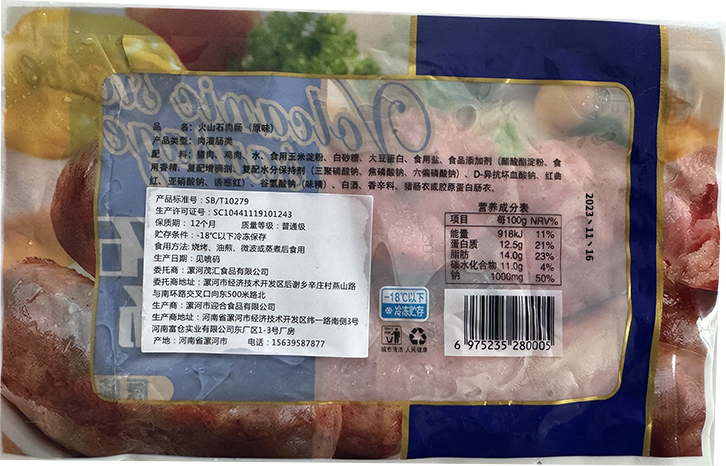 Volcanic
品 名：火山石肉肠（原味）
产品类型：肉灌肠类
配 料：猪肉、鸡肉、水、食用玉米淀粉、白砂糖、大豆蛋白、食用盐、食品添加剂（醋酸酯淀粉、食
用香精、复配增稠剂、复配水分保持剂（三聚磷酸钠、焦磷酸钠、六偏磷酸钠）、D-异抗坏血酸钠、红曲
红、亚硝酸钠、诱惑红）、谷氨酸钠（味精）、白酒、香辛料、猪肠衣或胶原蛋白肠衣。
产品标准号：SB/T10279
生产许可证号：SC10441119101243
保质期：12个月 质量等级：普通级
贮存条件：-18℃以下冷冻保存
食用方法：烧烤、油煎、微波或蒸煮后食用
生产日期：见喷码
委托商：漯河茂汇食品有限公司
委托商地址：漯河市经济技术开发区后谢乡辛庄村燕山路
与南环路交叉口向东500米路北
生产商：漯河市迎合食品有限公司
生产商地址：河南省漯河市经济技术开发区纬一路南侧3号
河南富仓实业有限公司东厂区1-3号厂房
产地：河南省漯河市 电话：15639587877
-18℃以下
冷冻贮存
城市清洁 人民健康
营养成分表
项目 每100g NRV%
能量 918KJ 11%
蛋白质 12.5g 21%
脂肪 14.0g 23%
碳水化合物 11.0g 4%
钠 1000mg 50%
6 975235 280005
2023、11、16